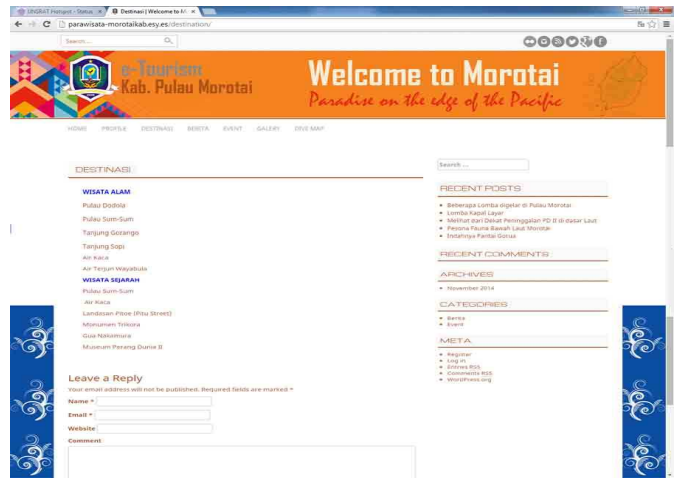 UNSRAT Hotspot - Status
Destinasi | Welcome to M
parawisata-morotaikab.esy.es/destination/
Search...
e-Tourism
Kab. Pulau Morotai
Welcome to Morotai
Paradise on the edge of the Pacific
HOME PROFILE DESTINASI BERITA EVENT GALERY DIVE MAP
DESTINASI
WISATA ALAM
Pulau Dodola
Pulau Sum-Sum
Tanjung Gorango
Tanjung Sopi
Air Kaca
Air Terjun Wayabula
WISATA SEJARAH
Pulau Sum-Sum
Air Kaca
Landasan Pitoe (Pitu Street)
Monumen Trikora
Goa Nakamura
Museum Perang Dunia II
Leave a Reply
Your email address will not be published. Required fields are marked *
Name *
Email *
Website
Comment
Search ...
RECENT POSTS
Beberapa Lomba digelar di Pulau Morotai
Lomba Kapal Layar
Melihat dari Dekat Peninggalan PD II di dasar Laut
Pesona Fauna Bawah Laut Morotai
Indahnya Pantai Gorua
RECENT COMMENTS
ARCHIVES
November 2014
CATEGORIES
Berita
Event
META
Register
Log in
Entries RSS
Comments RSS
WordPress.org